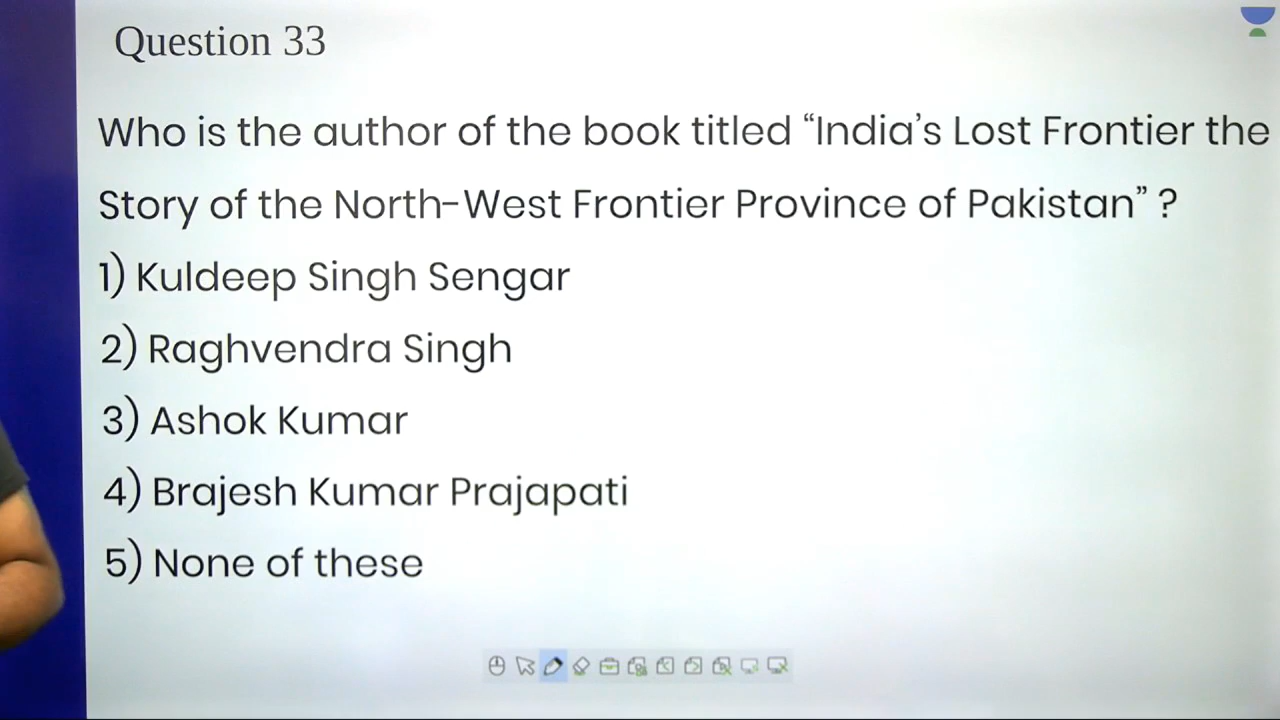 Question 33
Who is the author of the book titled “India’s Lost Frontier the
Story of the North-West Frontier Province of Pakistan” ?
1) Kuldeep Singh Sengar
2) Raghvendra Singh
3) Ashok Kumar
4) Brajesh Kumar Prajapati
5) None of these